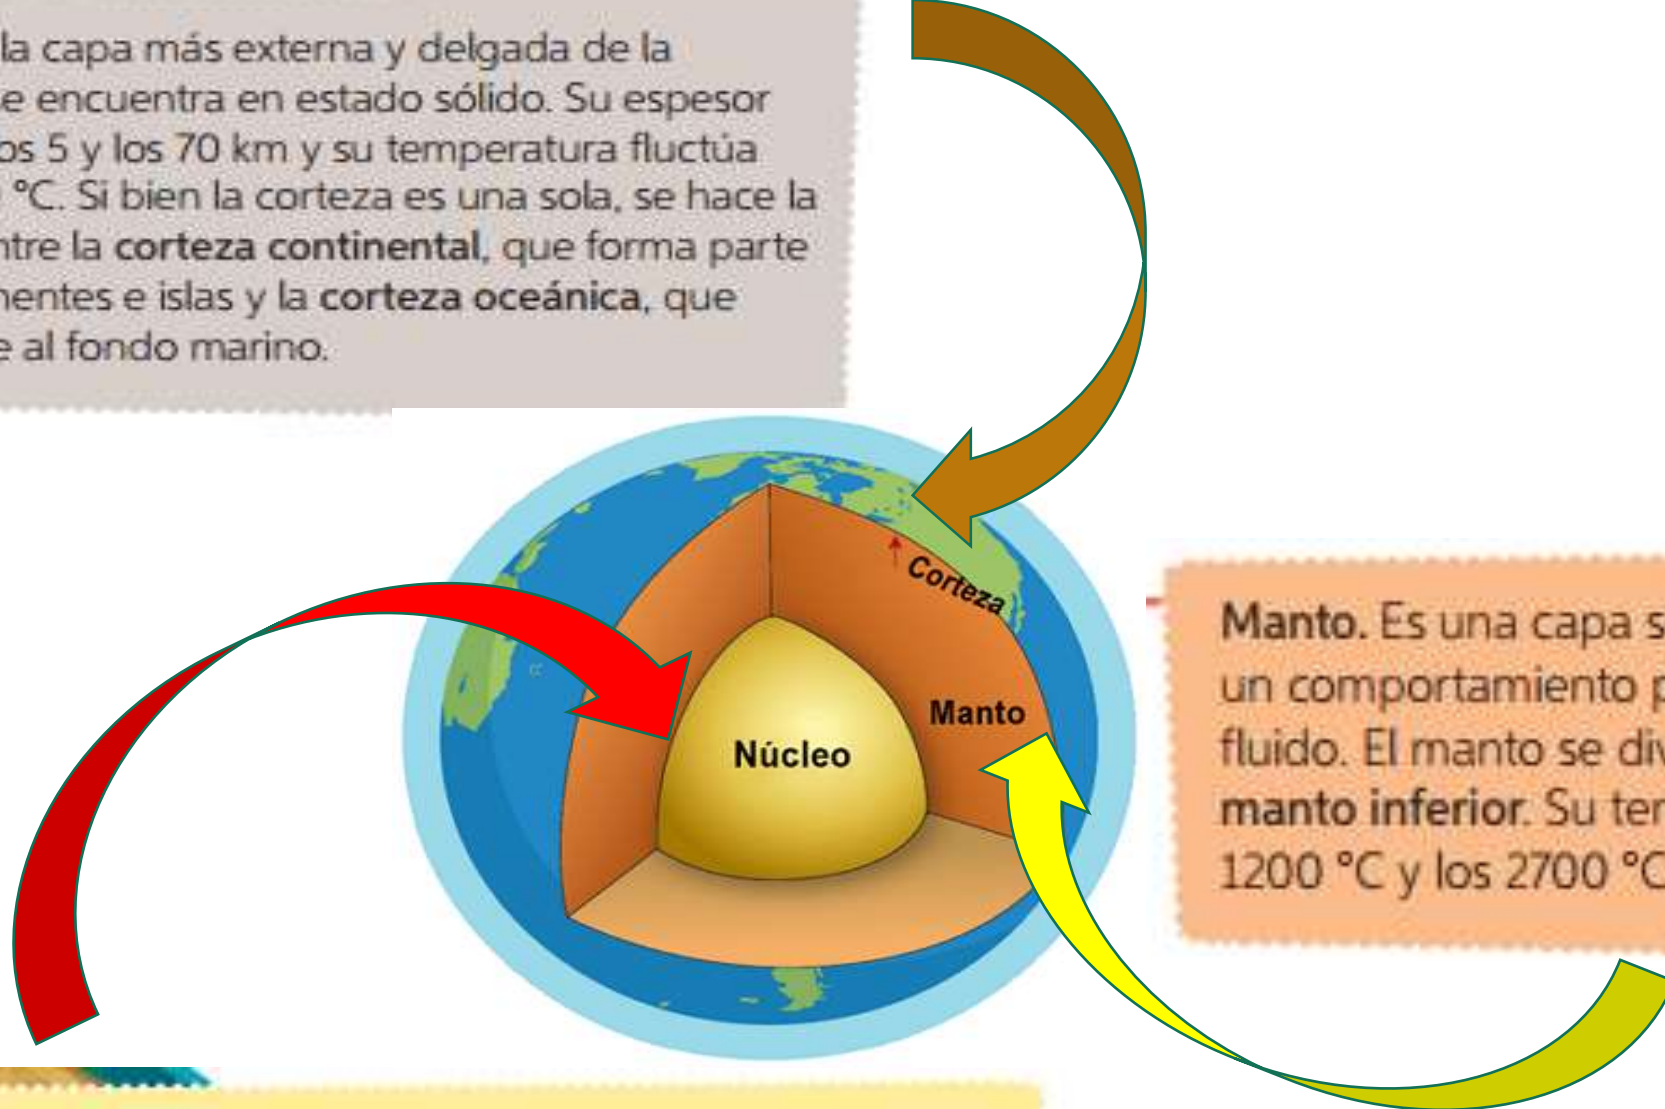 la capa más externa y delgada de la
e encuentra en estado sólido. Su espesor
os 5 y los 70 km y su temperatura fluctúa
°C. Si bien la corteza es una sola, se hace la
ntre la corteza continental, que forma parte
nentes e islas y la corteza oceánica, que
e al fondo marino.
Corteza
Manto
Núcleo
Manto. Es una capa s
un comportamiento p
fluido. El manto se div
manto inferior. Su ter
1200 °C y los 2700 °C